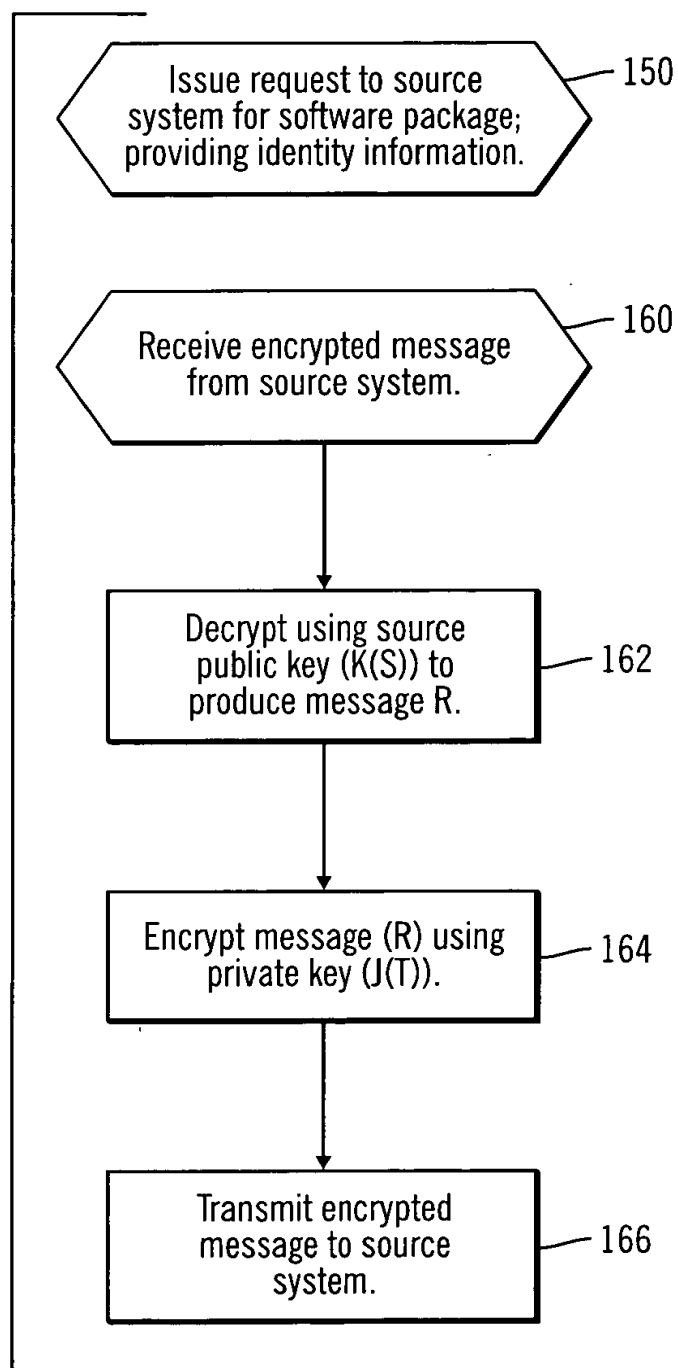 Issue request to source
system for software package;
providing identity information.
150
Receive encrypted message
from source system.
160
Decrypt using source
public key (K(S)) to
produce message R.
162
Encrypt message (R) using
private key (J(T)).
164
Transmit encrypted
message to source
system.
166